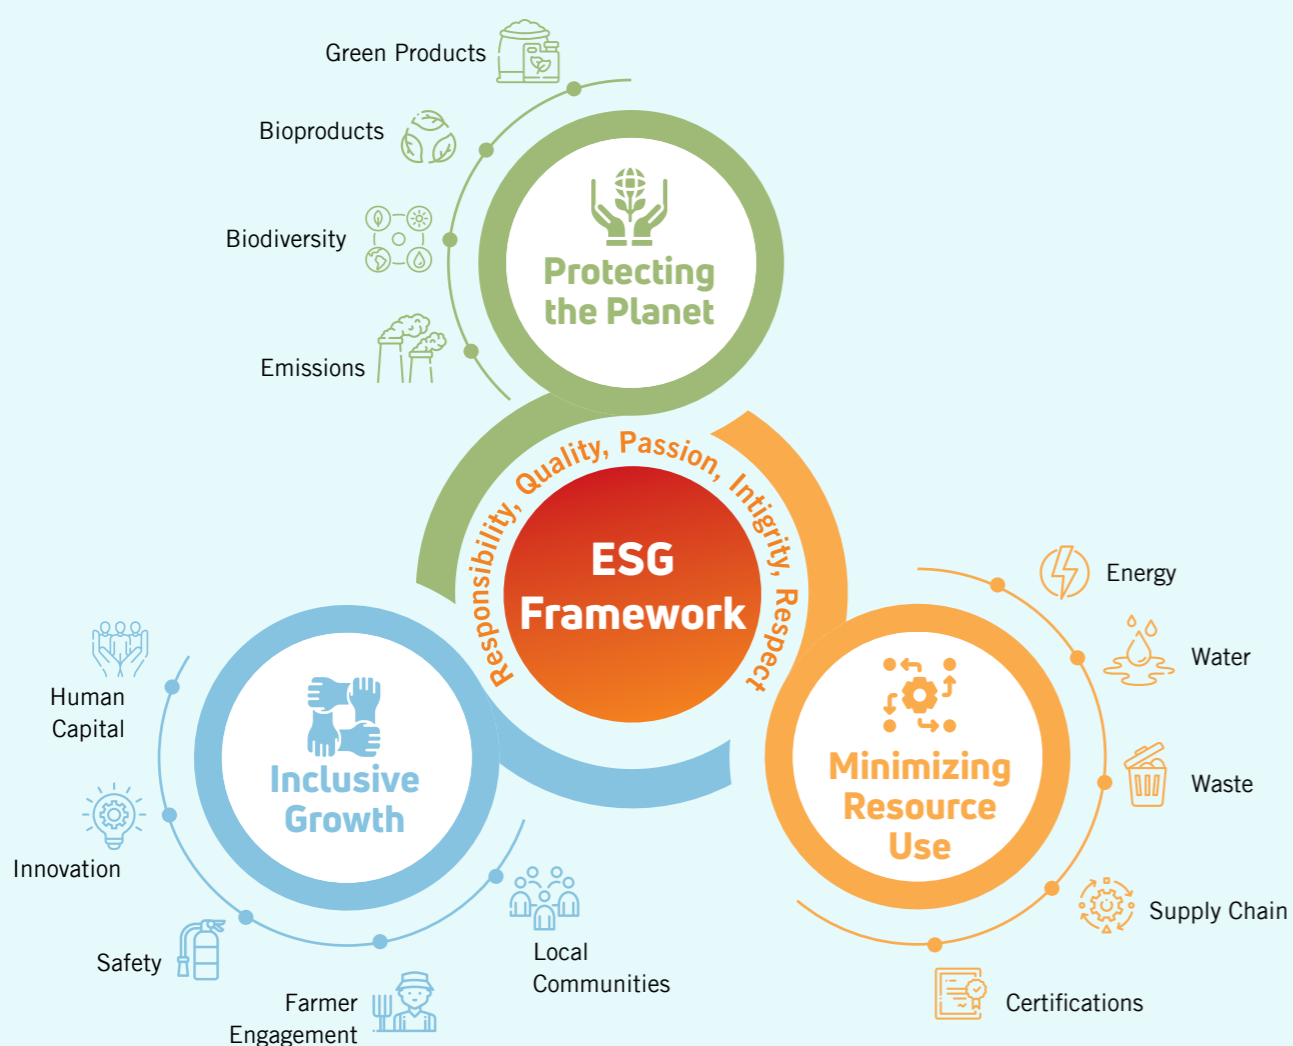 Green Products
Bioproducts
Biodiversity
Emissions
Protecting
the Planet
Responsibility, Quality, Passion, Intigrity, Respect
ESG
Framework
Energy
Water
Waste
Supply Chain
Certifications
Minimizing
Resource
Use
Human
Capital
Innovation
Safety
Farmer
Engagement
Local
Communities
Inclusive
Growth